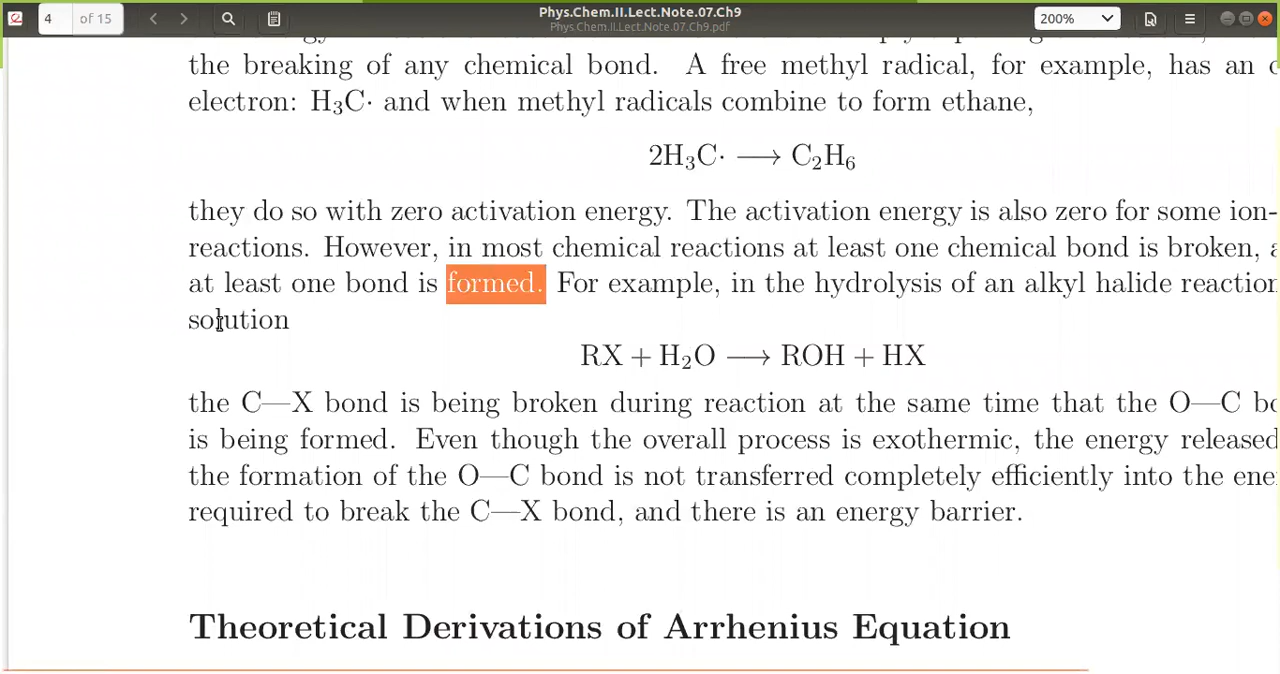 4 of 15
Phys.Chem.II.Lect.Note.07.Ch9
Phys.Chem.II.Lect.Note.07.Ch9.pdf
200%
the breaking of any chemical bond. A free methyl radical, for example, has an
electron: H₃C· and when methyl radicals combine to form ethane,
2H₃C· ⟶ C₂H₆
they do so with zero activation energy. The activation energy is also zero for some ion-
reactions. However, in most chemical reactions at least one chemical bond is broken,
at least one bond is formed. For example, in the hydrolysis of an alkyl halide reaction
solution
RX + H₂O ⟶ ROH + HX
the C—X bond is being broken during reaction at the same time that the O—C
is being formed. Even though the overall process is exothermic, the energy released
the formation of the O—C bond is not transferred completely efficiently into the
required to break the C—X bond, and there is an energy barrier.
Theoretical Derivations of Arrhenius Equation